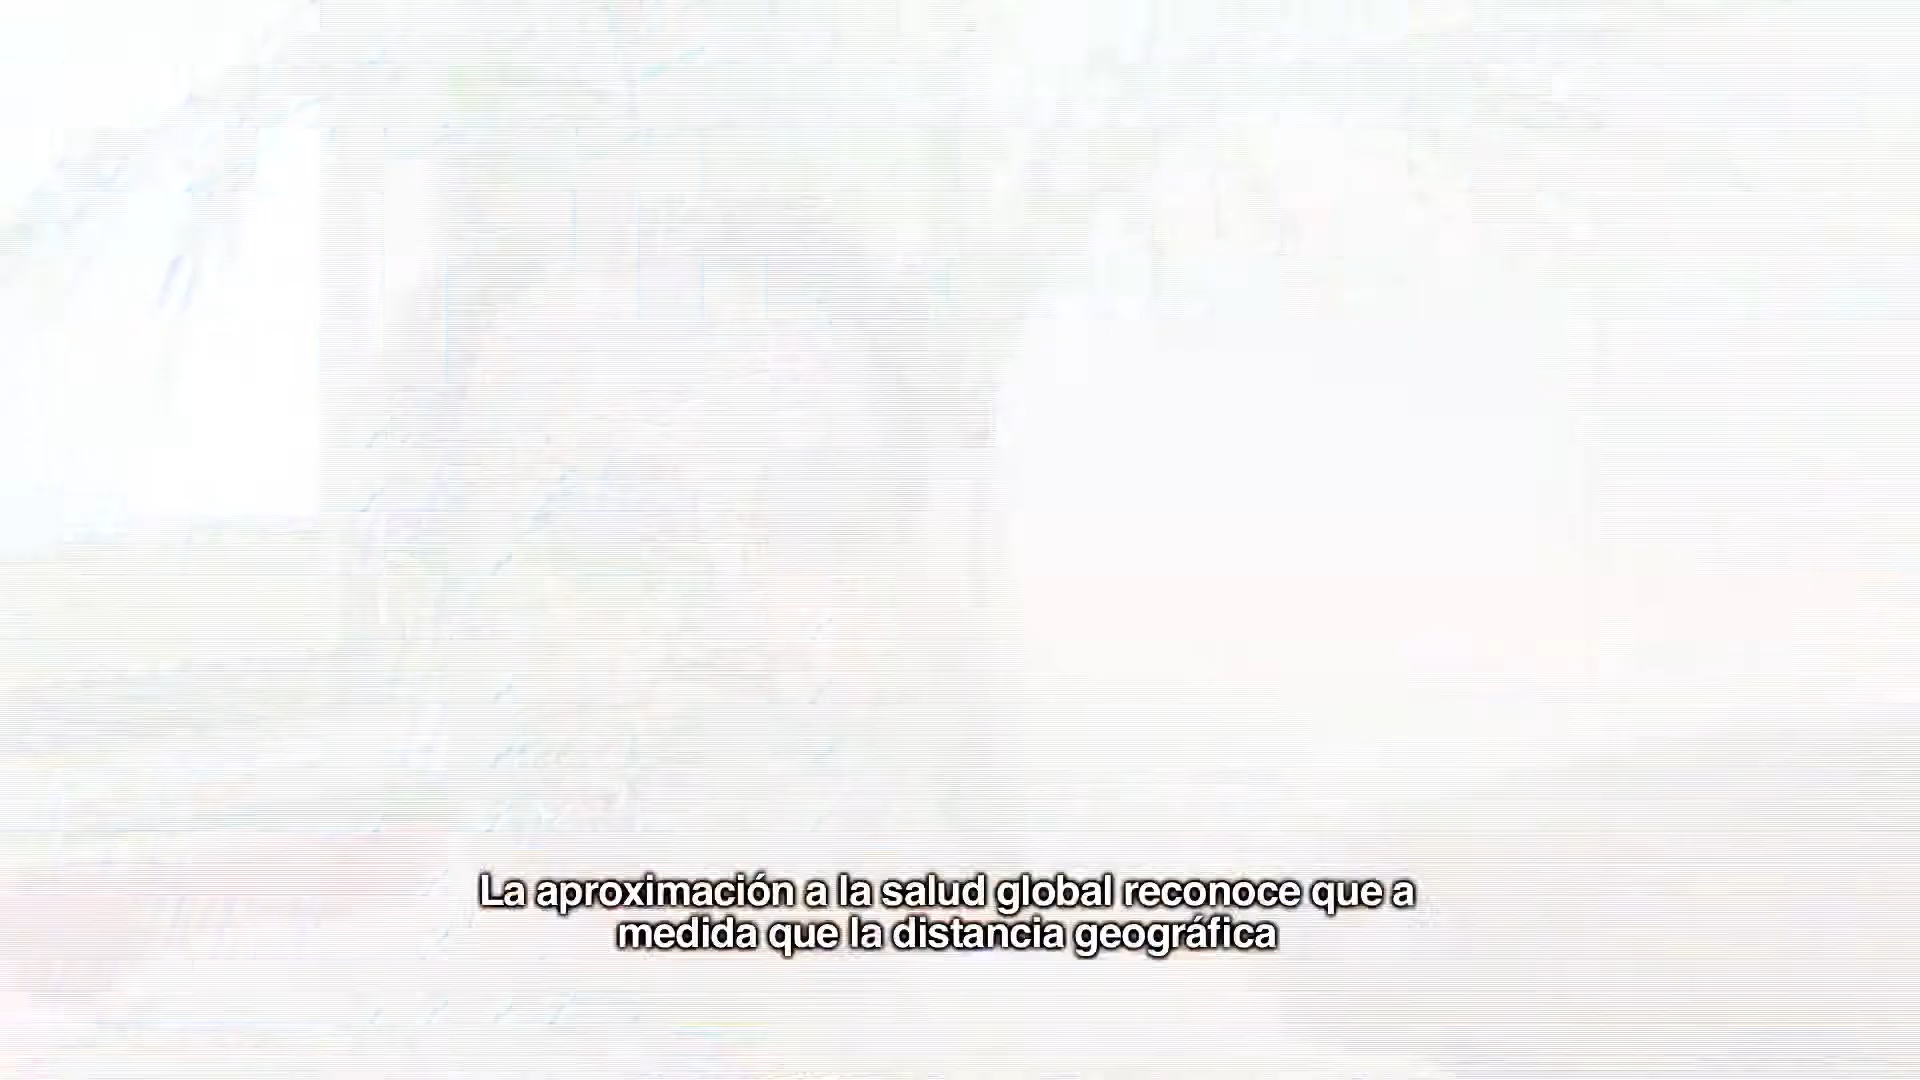 La aproximación a la salud global reconoce que a
medida que la distancia geográfica